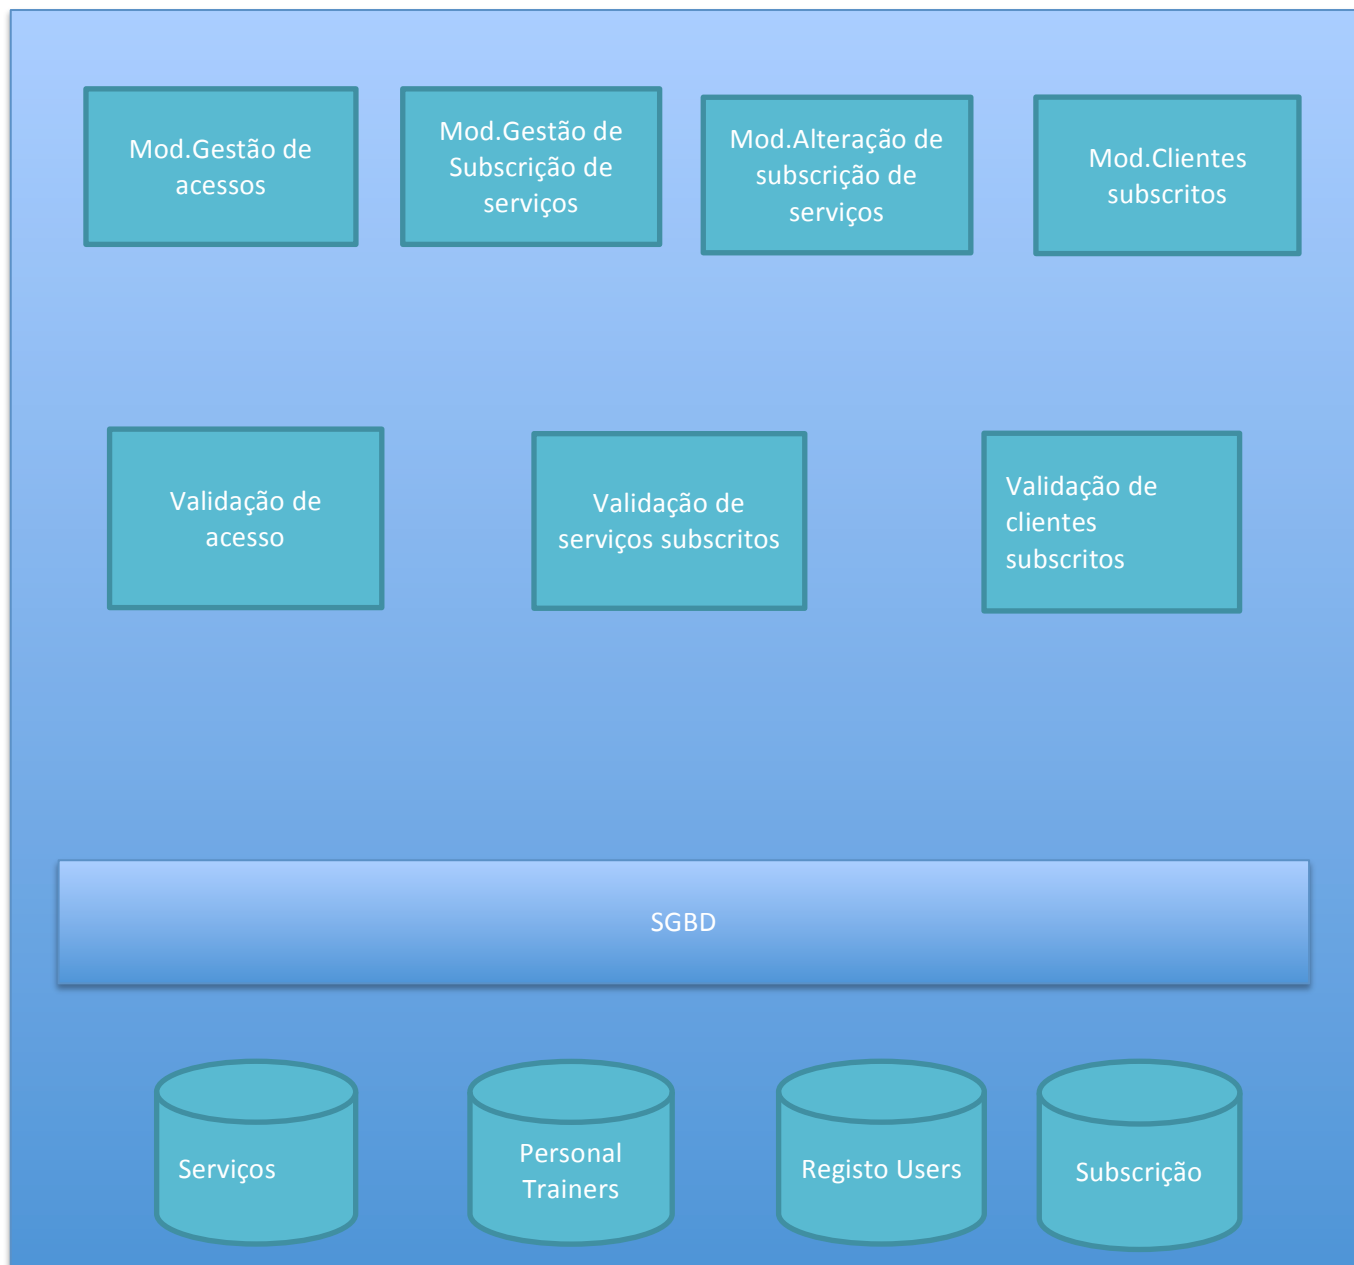 Mod.Gestão de
acessos
Mod.Gestão de
Subscrição de
serviços
Mod.Alteração de
subscrição de
serviços
Mod.Clientes
subscritos
Validação de
acesso
Validação de
serviços subscritos
Validação de
clientes
subscritos
SGBD
Serviços
Personal
Trainers
Registo Users
Subscrição